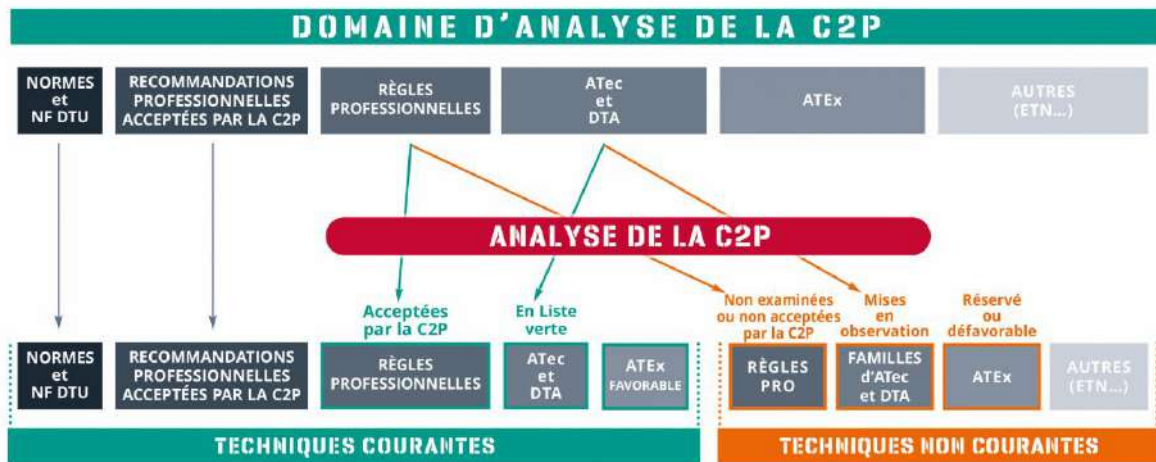 DOMAINE D'ANALYSE DE LA C2P
NORMES
et
NF DTU
RECOMMANDATIONS
PROFESSIONNELLES
ACCEPTÉES PAR LA C2P
RÈGLES
PROFESSIONNELLES
ATec
et
DTA
ATEx
AUTRES
(ETN...)
ANALYSE DE LA C2P
Acceptées
par la C2P
En Liste
verte
Non examinées
ou non acceptées
par la C2P
Mises
en
observation
Réservé
ou
défavorable
NORMES
et
NF DTU
RECOMMANDATIONS
PROFESSIONNELLES
ACCEPTÉES PAR LA C2P
RÈGLES
PROFESSIONNELLES
ATec
et
DTA
ATEx
FAVORABLE
RÈGLES
PRO
FAMILLES
d'ATec
et DTA
ATEx
AUTRES
(ETN...)
TECHNIQUES COURANTES
TECHNIQUES NON COURANTES